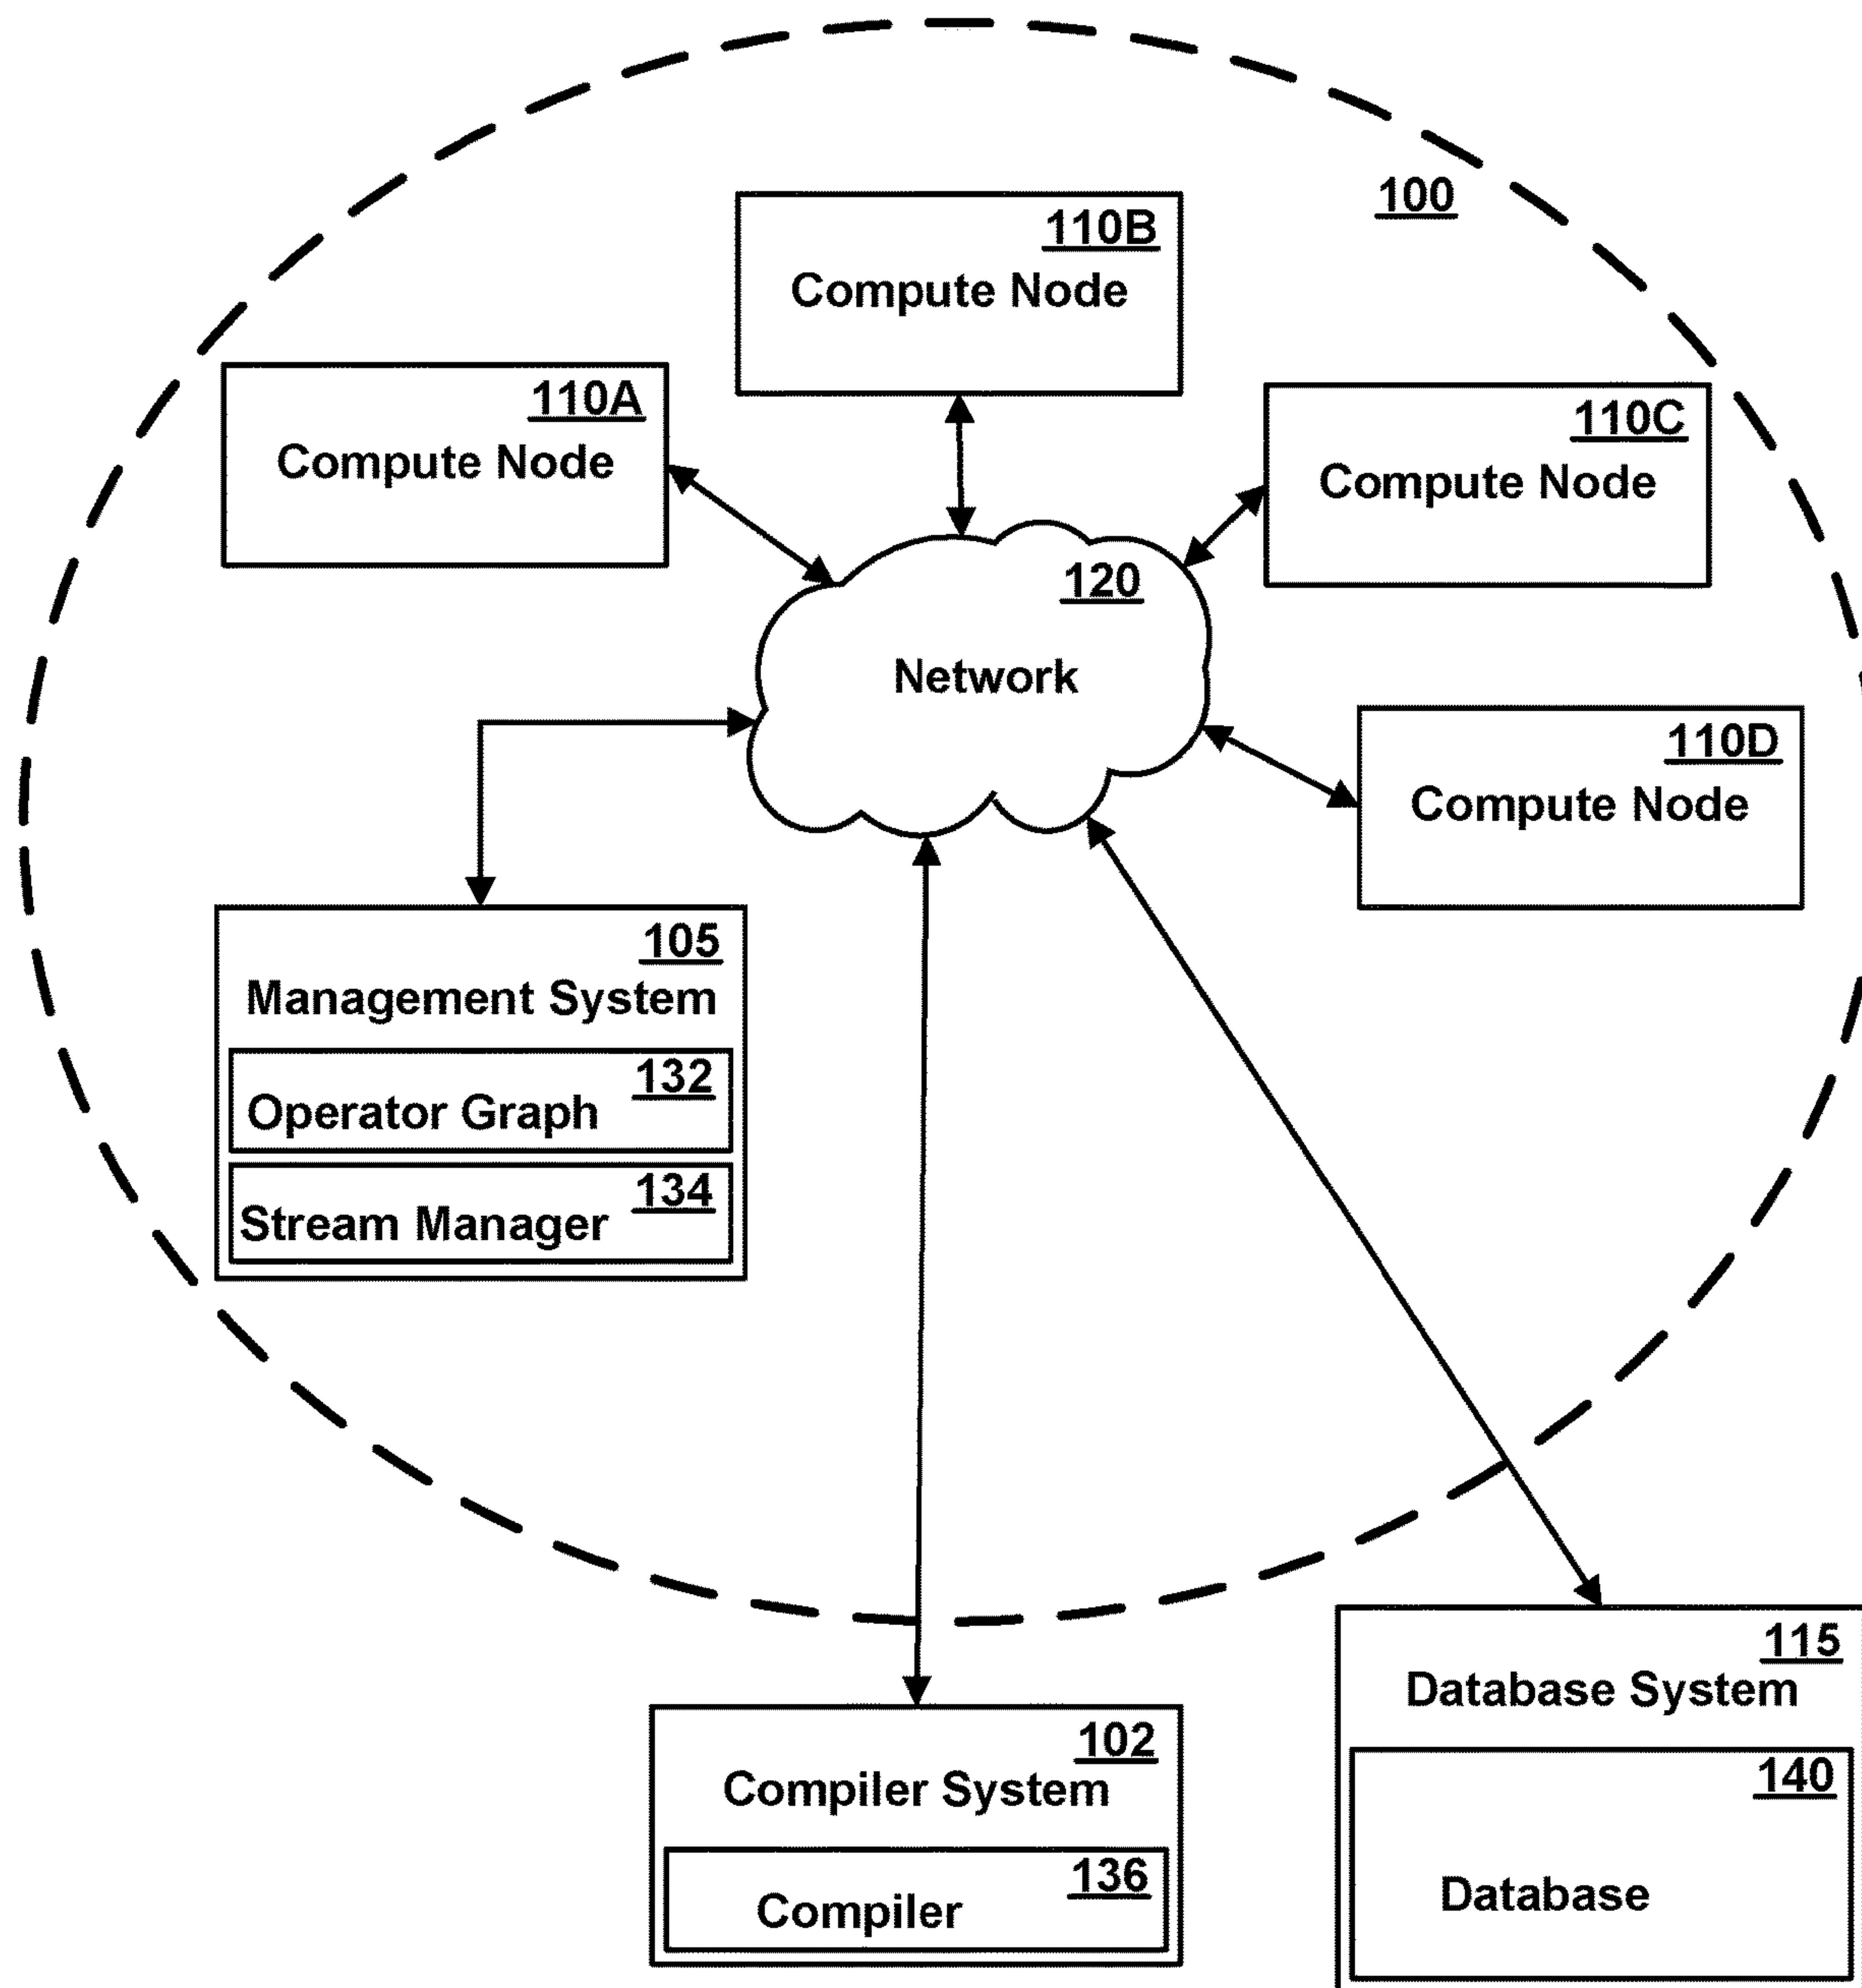 100
110B
Compute Node
110A
Compute Node
110C
Compute Node
120
Network
110D
Compute Node
105
Management System
132
Operator Graph
134
Stream Manager
115
Database System
102
Compiler System
140
Database
136
Compiler